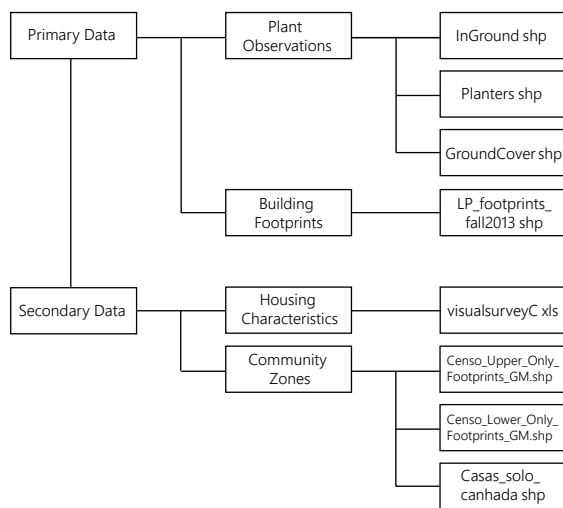 Primary Data
Plant
Observations
InGround shp
Planters shp
GroundCover shp
Building
Footprints
LP_footprints_
fall2013 shp
Secondary Data
Housing
Characteristics
visualsurveyC xls
Community
Zones
Censo_Upper_Only_
Footprints_GM.shp
Censo_Lower_Only_
Footprints_GM.shp
Casas_solo_
canhada shp